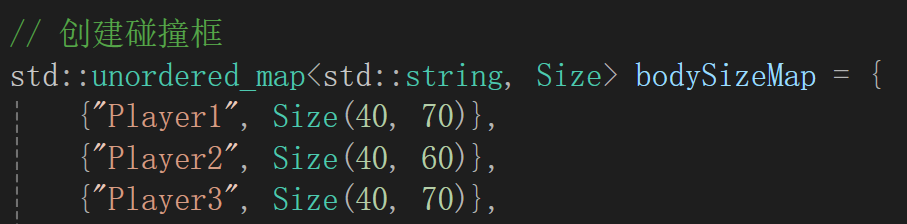 // 创建碰撞框
std::unordered_map<std::string, Size> bodySizeMap = {
{"Player1", Size(40, 70)},
{"Player2", Size(40, 60)},
{"Player3", Size(40, 70)},